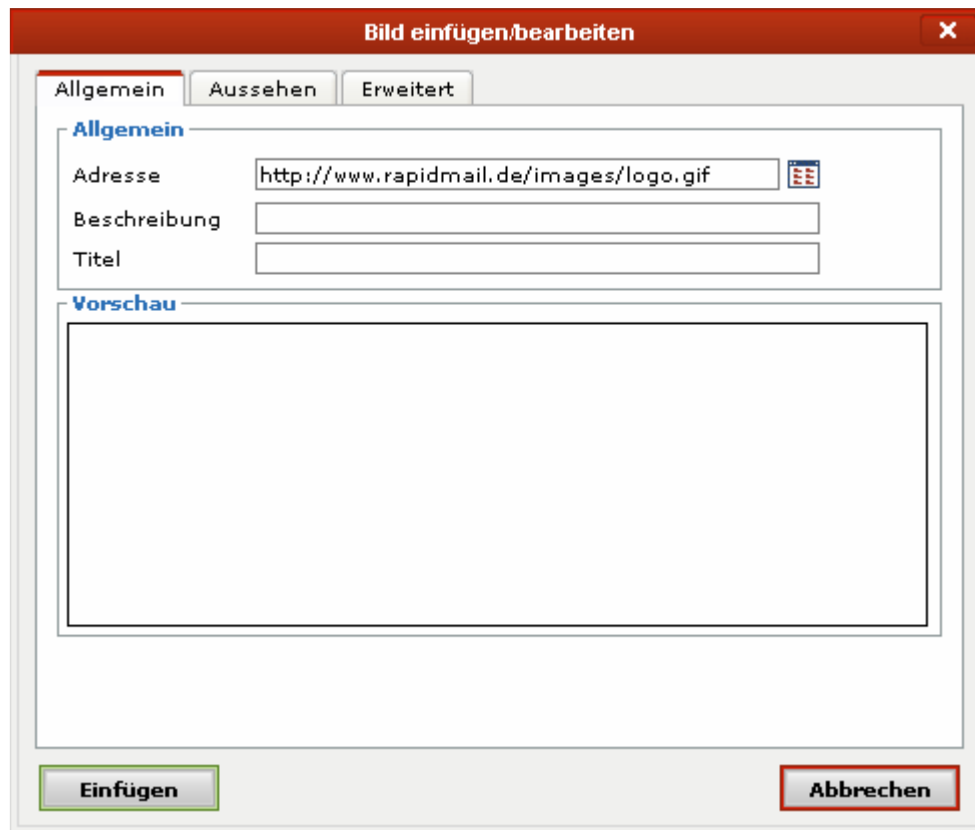 Bild einfügen/bearbeiten
Allgemein Aussehen Erweitert
Allgemein
Adresse http://www.rapidmail.de/images/logo.gif
Beschreibung
Titel
Vorschau
Einfügen Abbrechen